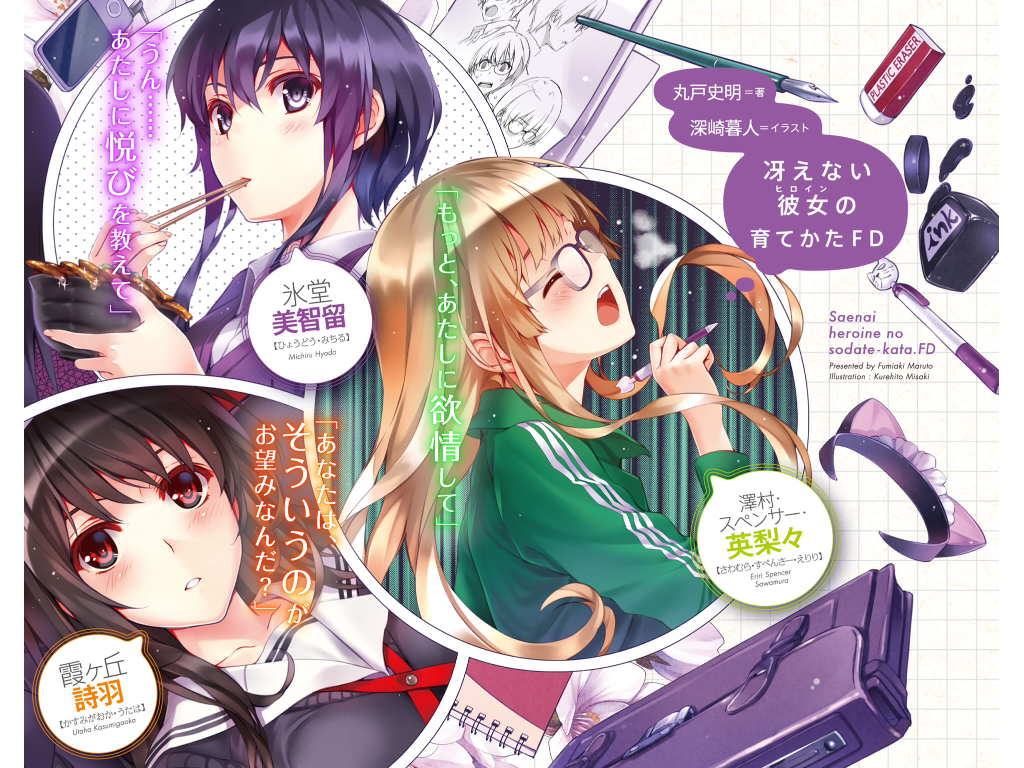 「うん………
あたしに悦びを教えて」
氷堂
美智留
【ひょうどう・みちる】
Michiru Hyodo
「もっと、あたしに欲情して」
澤村・
スペンサー・
英梨々
【さわむら・すぺんさー・えりり】
Eriri Spencer
Sawamura
「あなたは、
そういうのが
お望みなんだ？」
霞ヶ丘
詩羽
【かすみがおか・うたは】
Utaha Kasumigaoka
丸戸史明＝著
深崎暮人＝イラスト
冴えない
ヒロイン
彼女の
育てかたFD
Saenai
heroine no
sodate-kata.FD
Presented by Fumiaki Maruto
Illustration : Kurehito Misaki
PLASTIC ERASER
ink